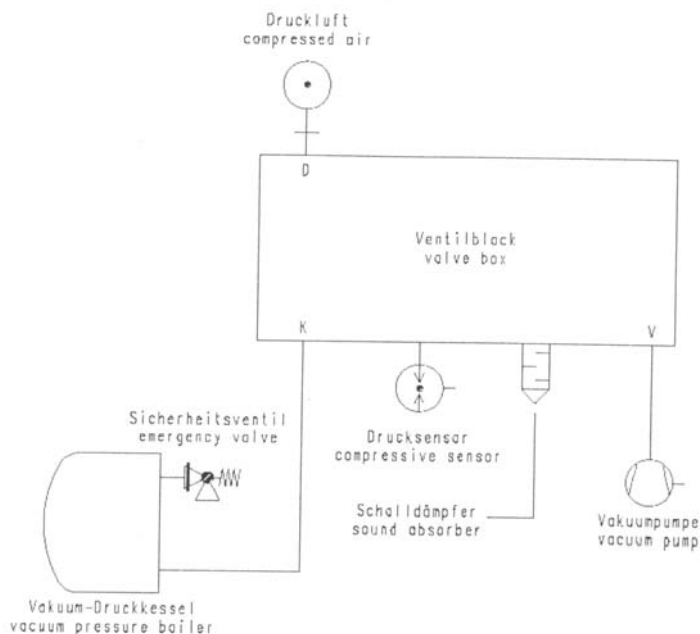 Druckluft
compressed air
D
Ventilblock
valve box
K
V
Sicherheitsventil
emergency valve
Drucksensor
compressive sensor
Schalldämpfer
sound absorber
Vakuumpumpe
vacuum pump
Vakuum-Druckkessel
vacuum pressure boiler